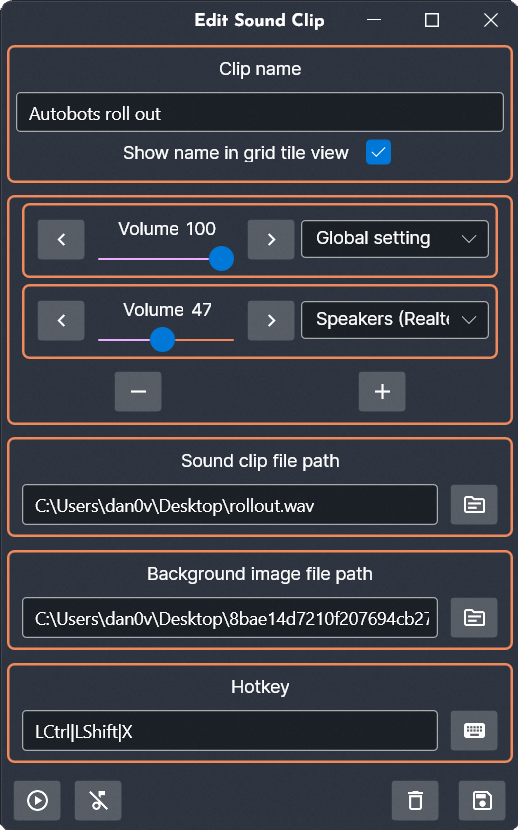 Edit Sound Clip
Clip name
Autobots roll out
Show name in grid tile view
Volume 100
Global setting
Volume 47
Speakers (Realte
Sound clip file path
C:\Users\dan0v\Desktop\rollout.wav
Background image file path
C:\Users\dan0v\Desktop\8bae14d7210f207694cb27
Hotkey
LCtrl|LShift|X